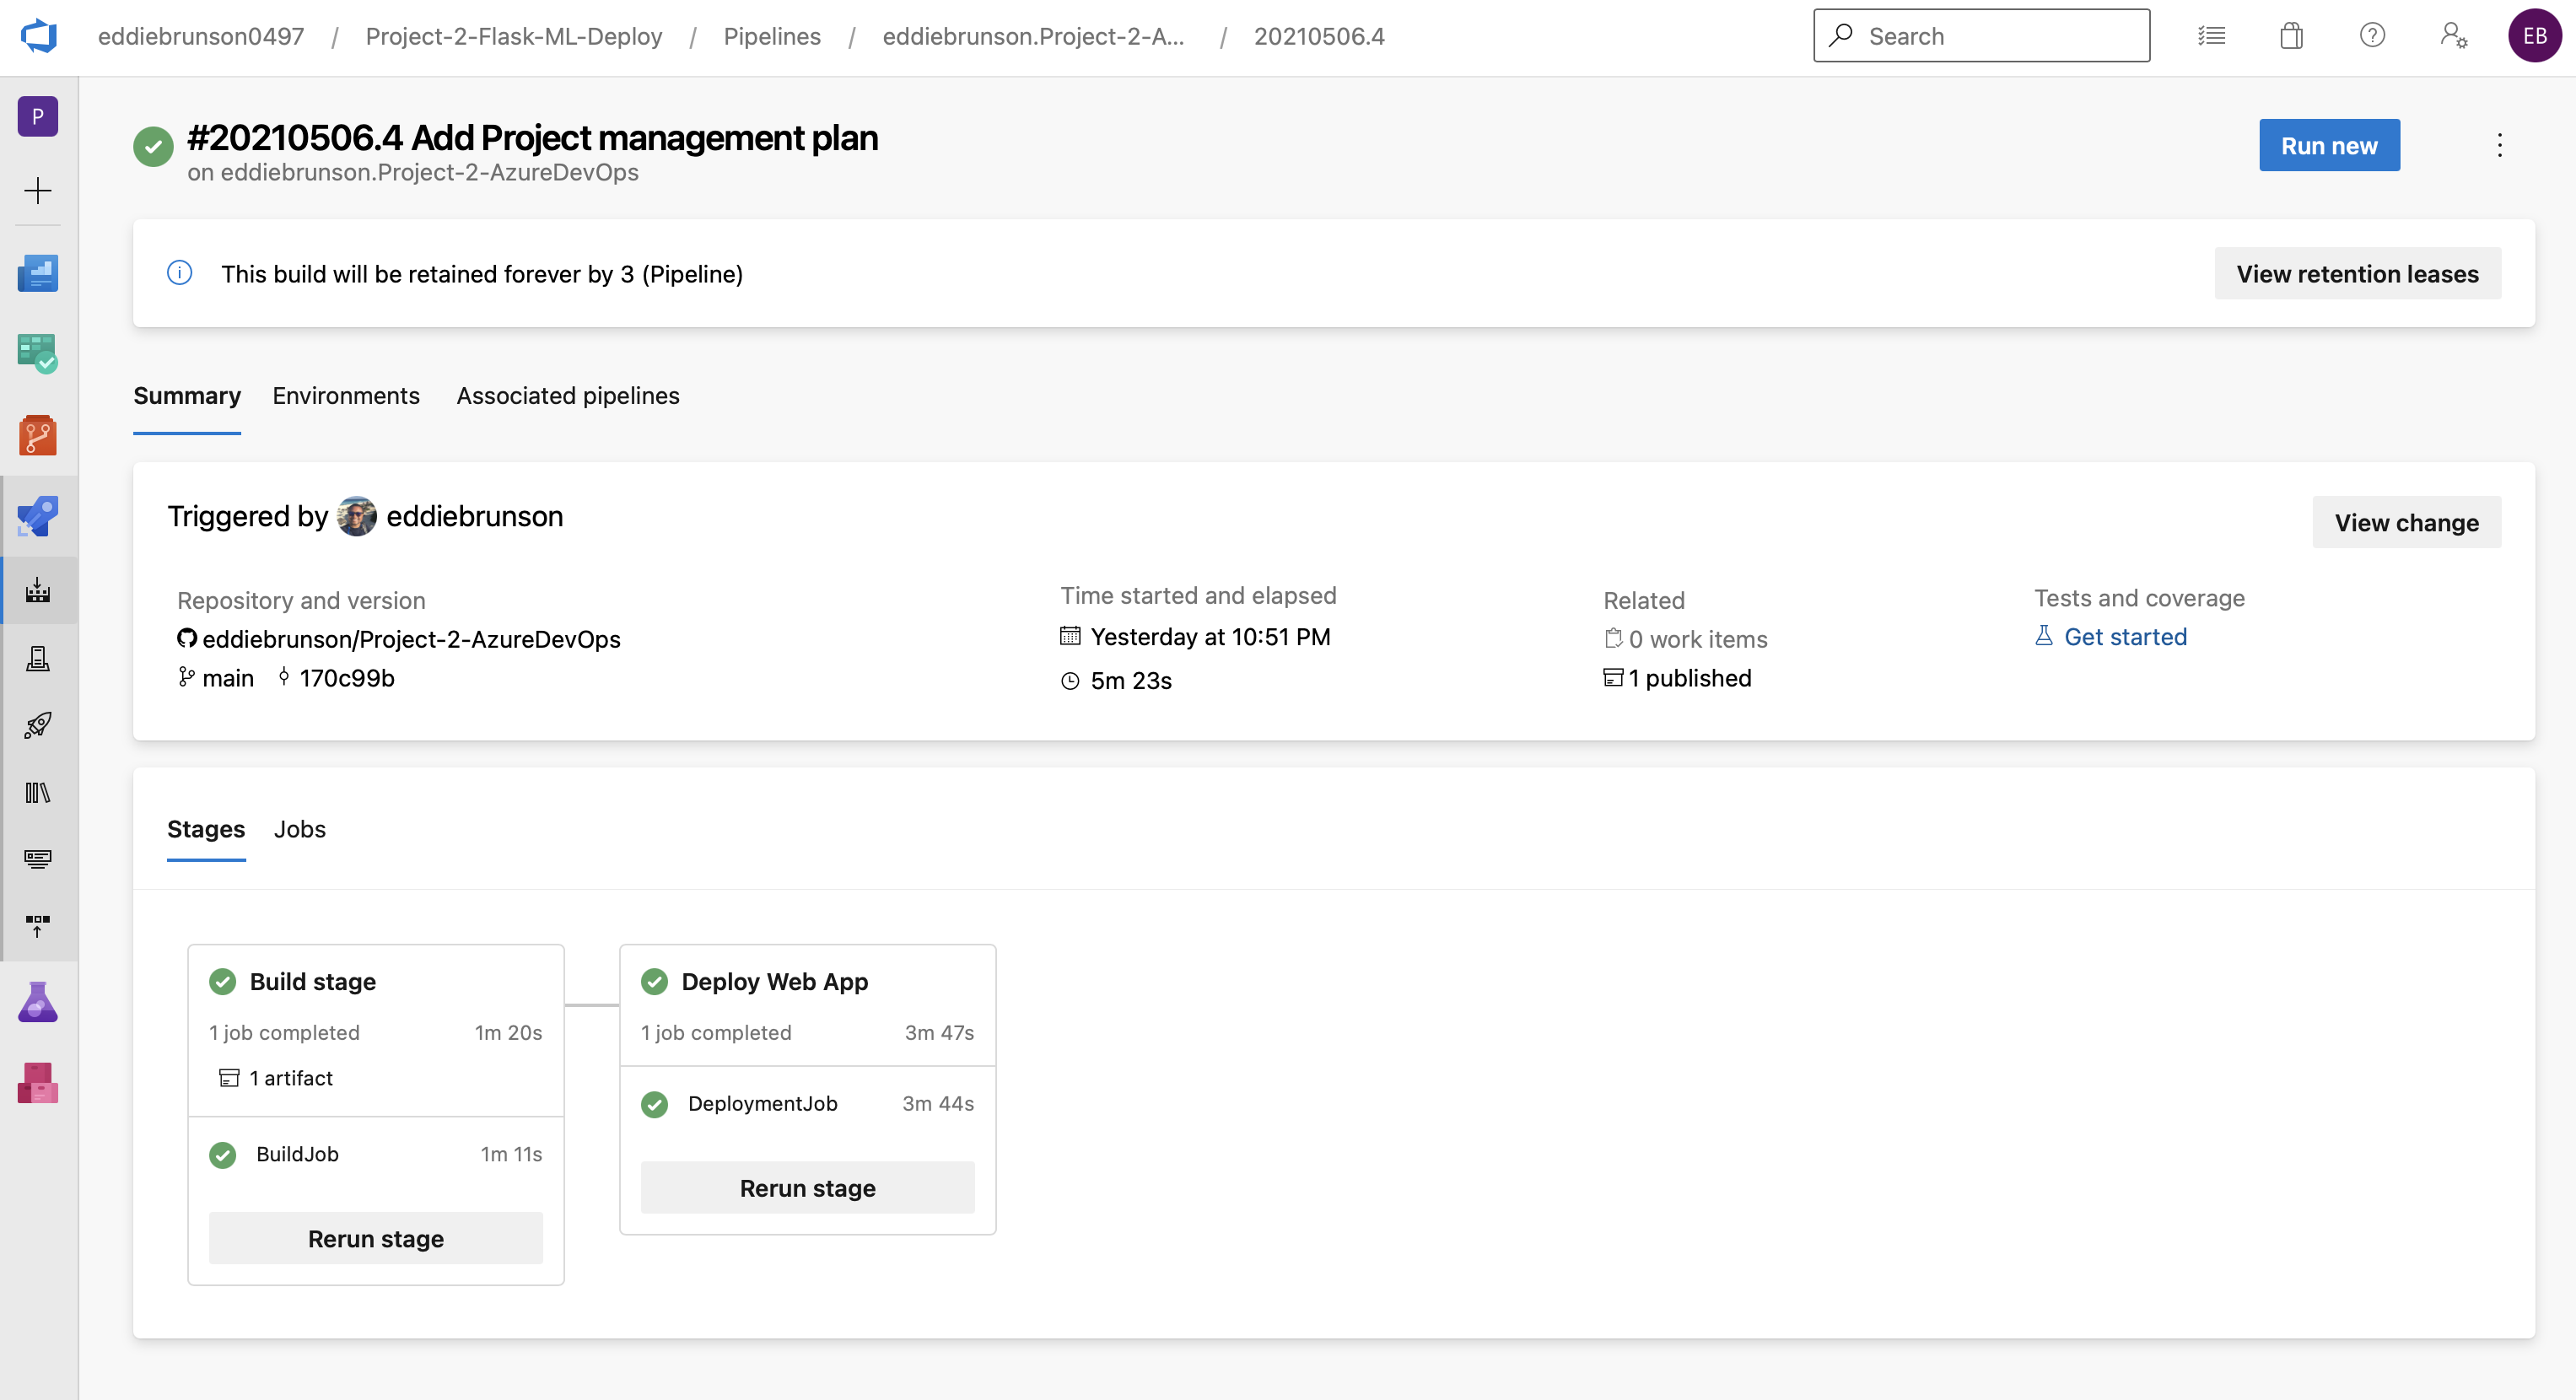 eddiebrunson0497 / Project-2-Flask-ML-Deploy / Pipelines / eddiebrunson.Project-2-A... / 20210506.4
Search
EB
P
#20210506.4 Add Project management plan
on eddiebrunson.Project-2-AzureDevOps
Run new
This build will be retained forever by 3 (Pipeline)
View retention leases
Summary Environments Associated pipelines
Triggered by eddiebrunson
View change
Repository and version
eddiebrunson/Project-2-AzureDevOps
main 170c99b
Time started and elapsed
Yesterday at 10:51 PM
5m 23s
Related
0 work items
1 published
Tests and coverage
Get started
Stages Jobs
Build stage
1 job completed 1m 20s
1 artifact
BuildJob 1m 11s
Rerun stage
Deploy Web App
1 job completed 3m 47s
DeploymentJob 3m 44s
Rerun stage